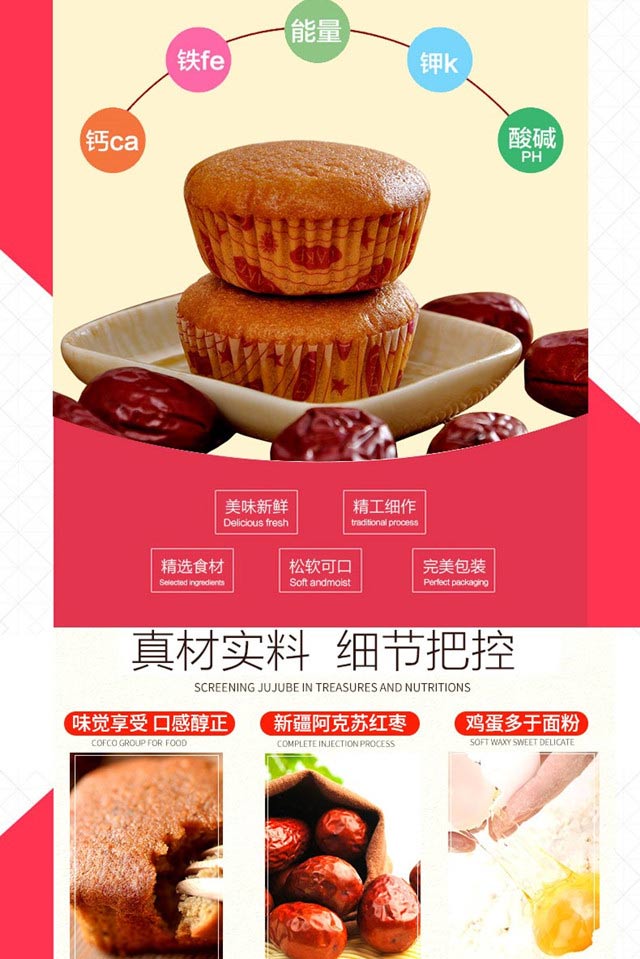 能量
铁fe
钾k
钙ca
酸碱
PH
美味新鲜
Delicious fresh
精工细作
traditional process
精选食材
Selected ingredients
松软可口
Soft andmoist
完美包装
Perfect packaging
真材实料 细节把控
SCREENING JUJUBE IN TREASURES AND NUTRITIONS
味觉享受 口感醇正
COFCO GROUP FOR FOOD
新疆阿克苏红枣
COMPLETE INJECTION PROCESS
鸡蛋多于面粉
SOFT WAXY SWEET DELICATE